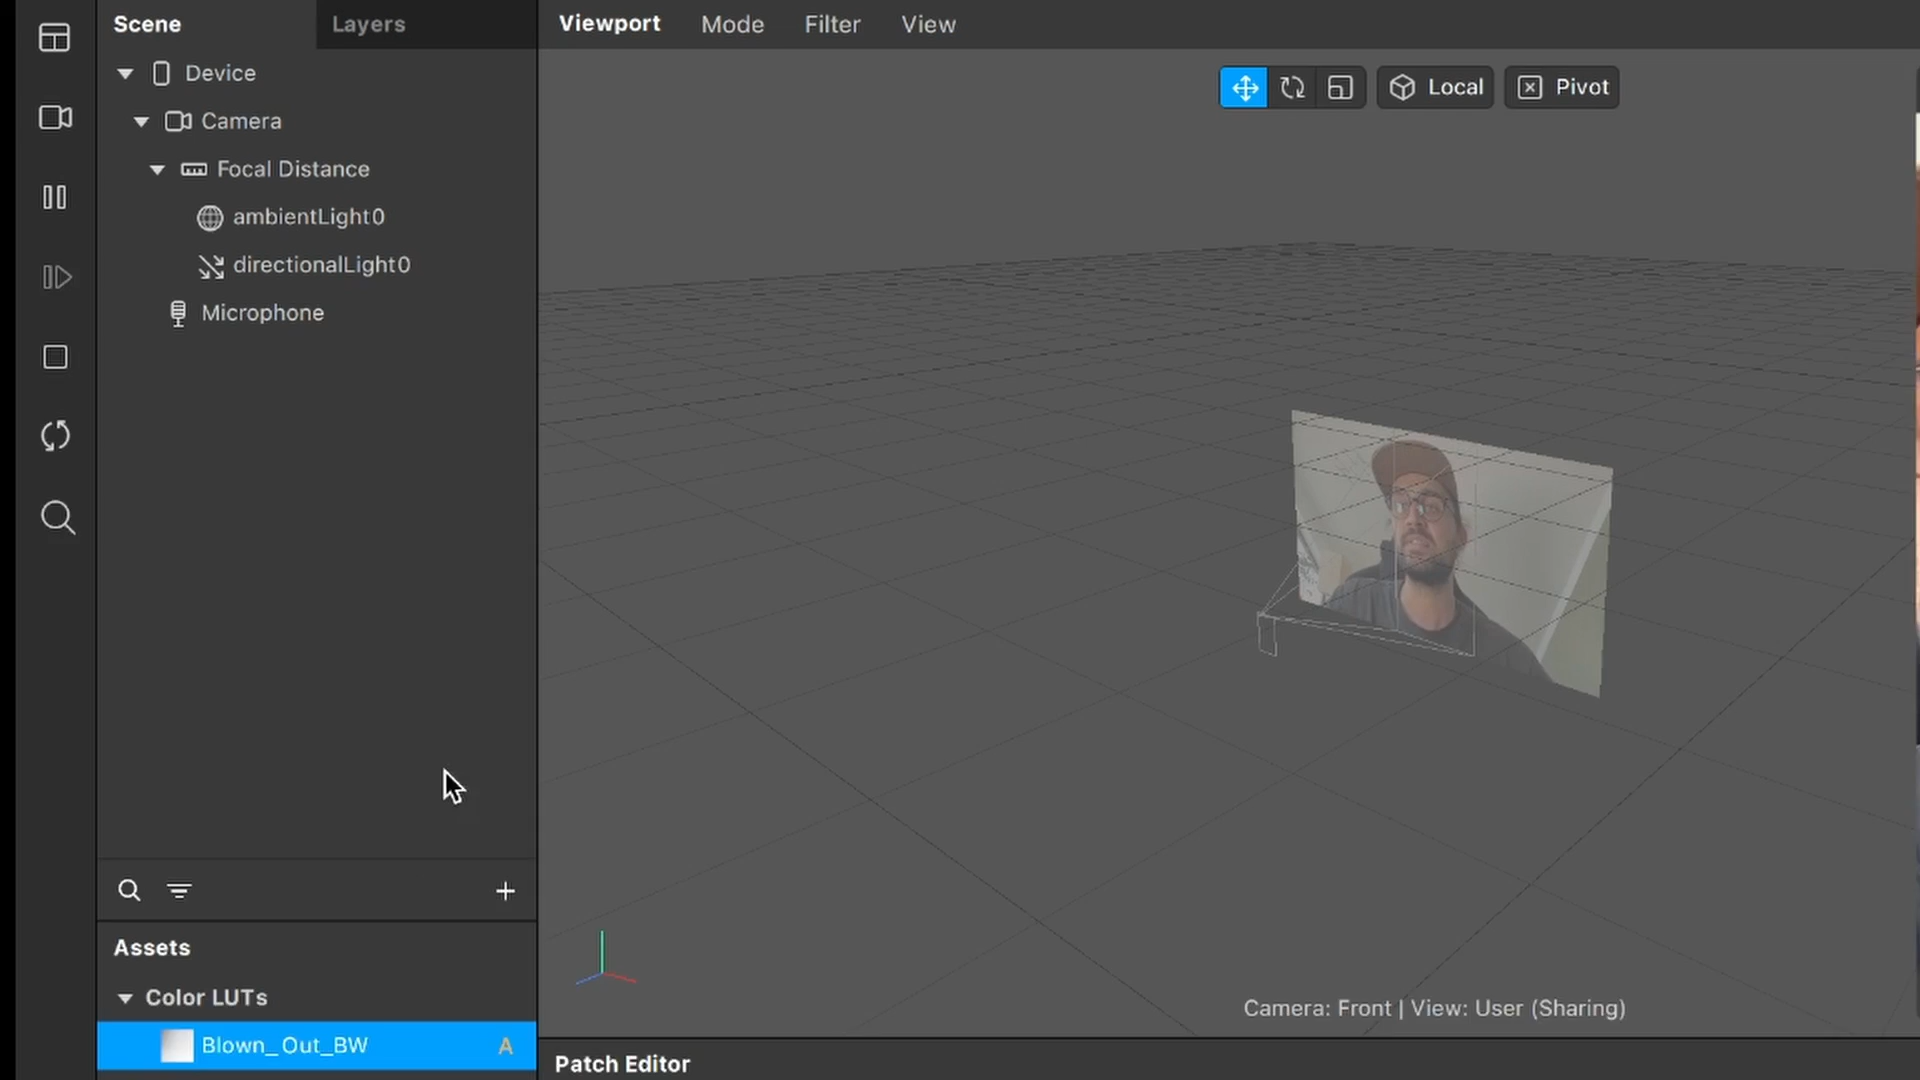 Scene
Layers
Viewport
Mode
Filter
View
Device
Camera
Focal Distance
ambientLight0
directionalLight0
Microphone
Local
Pivot
Camera: Front | View: User (Sharing)
Assets
Color LUTs
Blown_Out_BW
A
Patch Editor